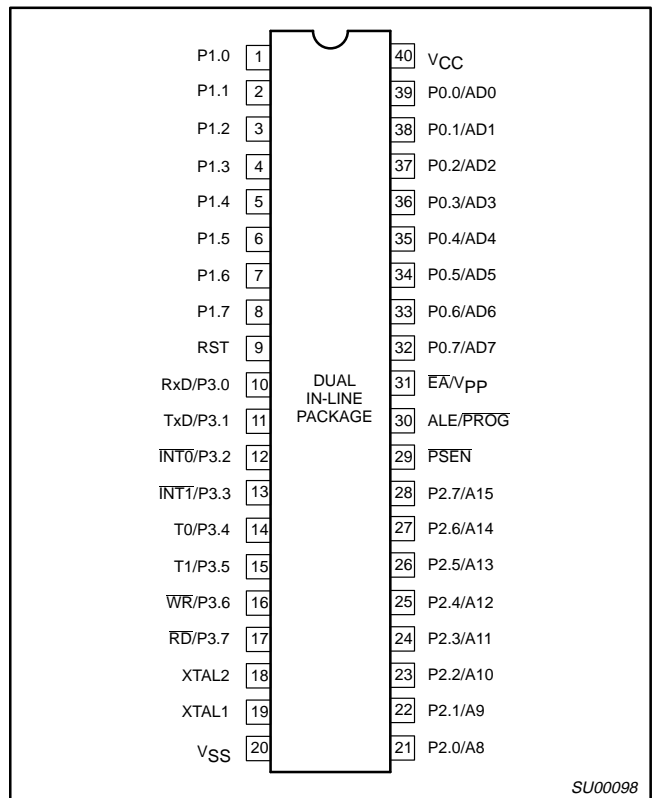 P1.0 1
P1.1 2
P1.2 3
P1.3 4
P1.4 5
P1.5 6
P1.6 7
P1.7 8
RST 9
RxD/P3.0 10
TxD/P3.1 11
I̅N̅T̅0̅/P3.2 12
I̅N̅T̅1̅/P3.3 13
T0/P3.4 14
T1/P3.5 15
W̅R̅/P3.6 16
R̅D̅/P3.7 17
XTAL2 18
XTAL1 19
VSS 20
DUAL
IN-LINE
PACKAGE
40 VCC
39 P0.0/AD0
38 P0.1/AD1
37 P0.2/AD2
36 P0.3/AD3
35 P0.4/AD4
34 P0.5/AD5
33 P0.6/AD6
32 P0.7/AD7
31 E̅A̅/VPP
30 ALE/P̅R̅O̅G̅
29 P̅S̅E̅N̅
28 P2.7/A15
27 P2.6/A14
26 P2.5/A13
25 P2.4/A12
24 P2.3/A11
23 P2.2/A10
22 P2.1/A9
21 P2.0/A8
SU00098